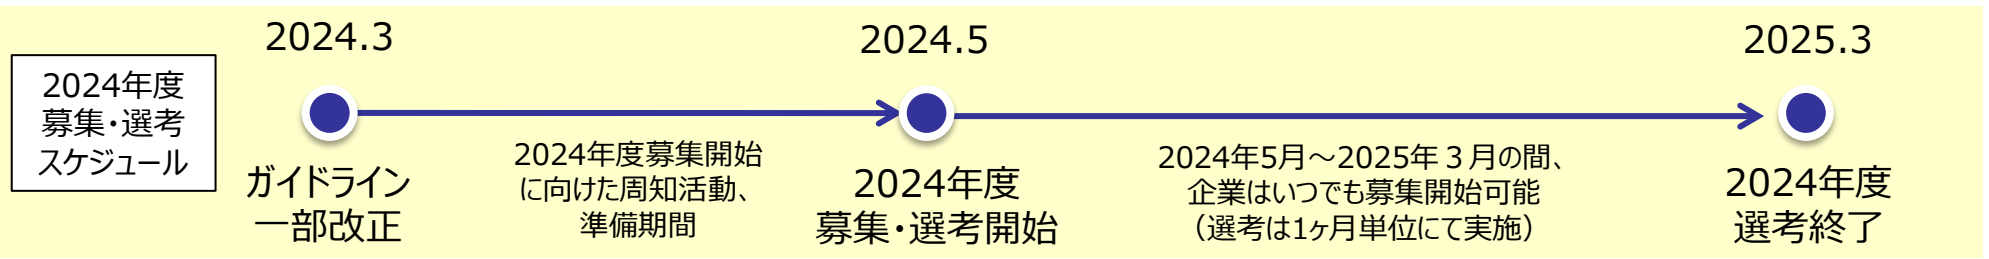 2024年度
募集・選考
スケジュール
2024.3
ガイドライン
一部改正
2024年度募集開始
に向けた周知活動、
準備期間
2024.5
2024年度
募集・選考開始
2024年5月～2025年３月の間、
企業はいつでも募集開始可能
（選考は1ヶ月単位にて実施）
2025.3
2024年度
選考終了